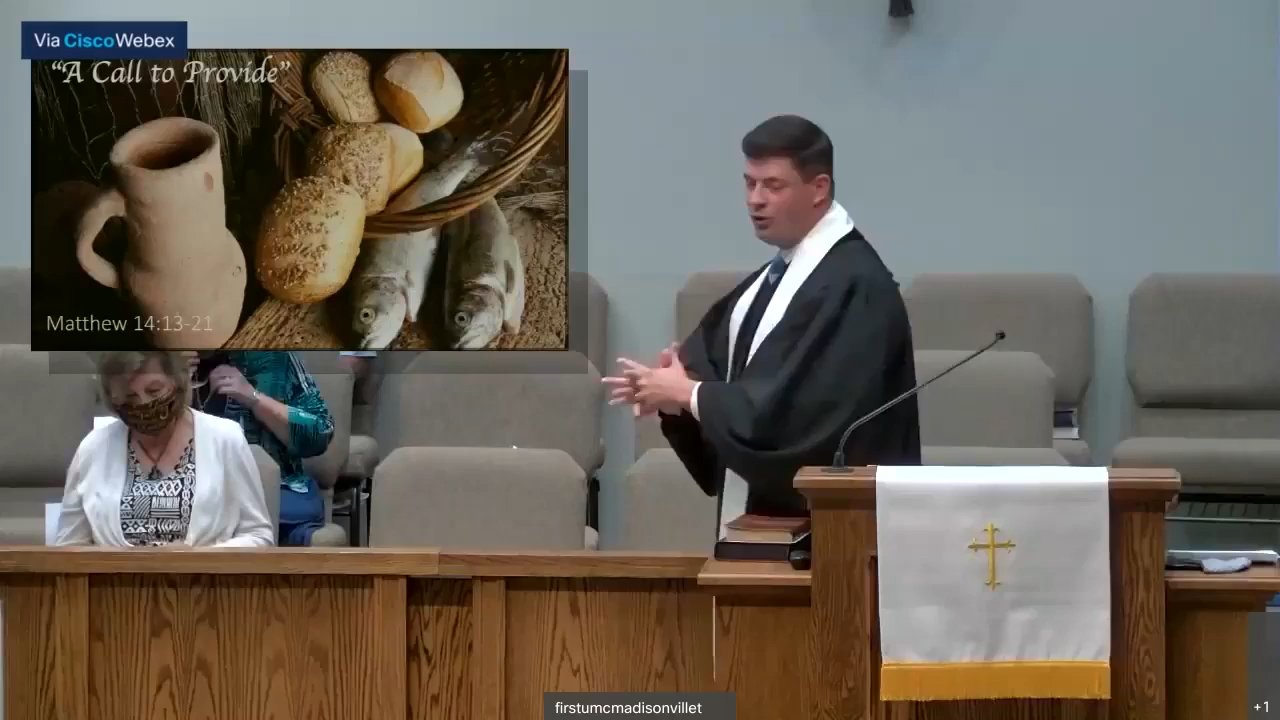 Via CiscoWebex
“A Call to Provide”
Matthew 14:13-21
firstumcmadisonvillet
+1